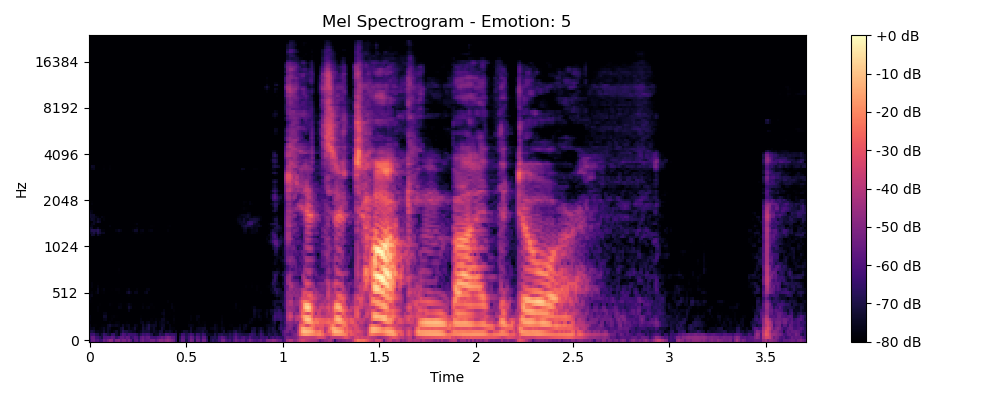 Mel Spectrogram - Emotion: 5
Hz
16384
8192
4096
2048
1024
512
0
0
0.5
1
1.5
2
2.5
3
3.5
Time
+0 dB
-10 dB
-20 dB
-30 dB
-40 dB
-50 dB
-60 dB
-70 dB
-80 dB